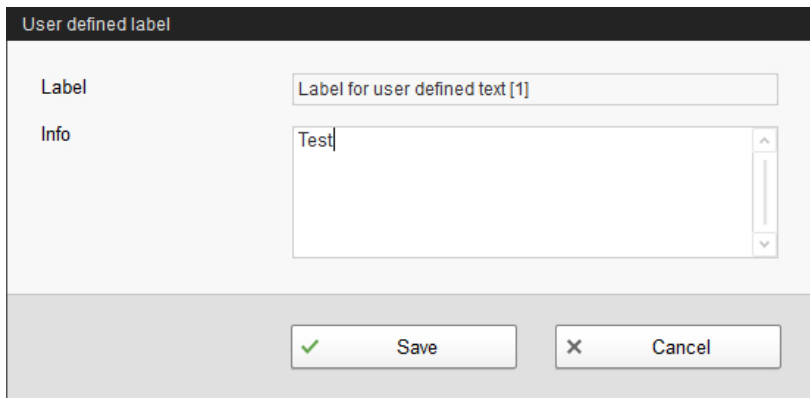 User defined label
Label
Label for user defined text [1]
Info
Test
Save
Cancel